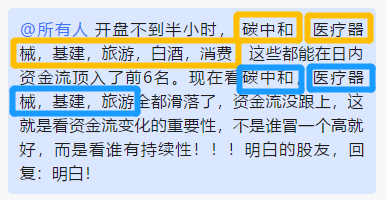 @所有人 开盘不到半小时，碳中和，医疗器
械，基建，旅游，白酒，消费，这些都能在日内
资金流顶入了前6名。现在看碳中和，医疗器
械，基建，旅游全都滑落了，资金流没跟上，这
就是看资金流变化的重要性，不是谁冒一个高就
好，而是看谁有持续性！！！明白的股友，回
复：明白！